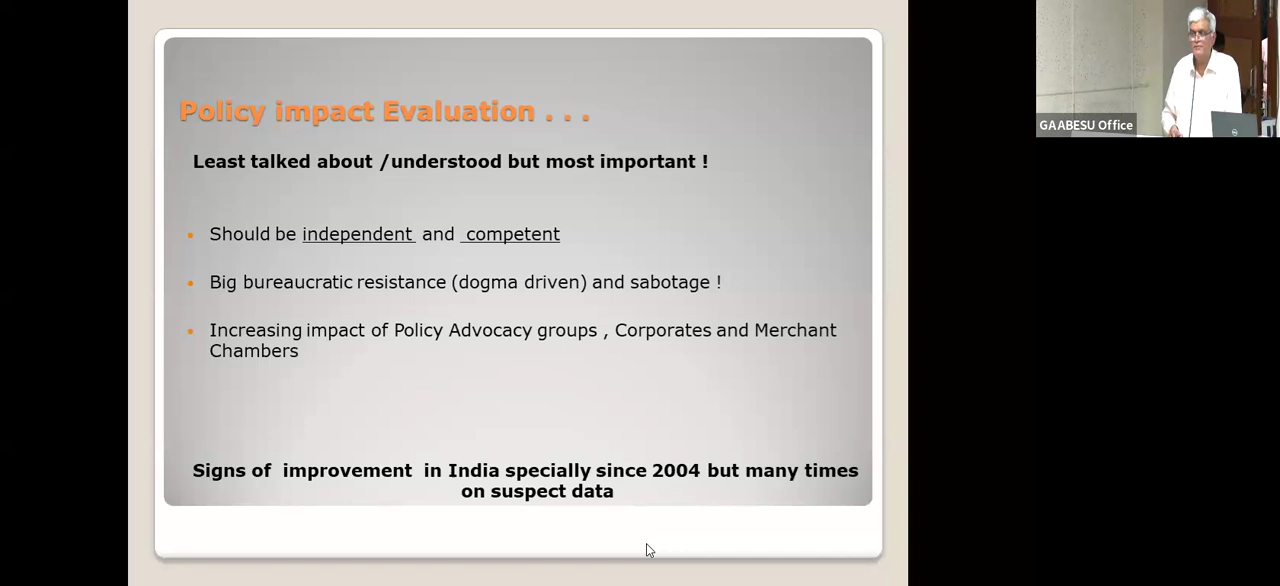 Policy impact Evaluation . . .
Least talked about /understood but most important !
Should be independent and competent
Big bureaucratic resistance (dogma driven) and sabotage !
Increasing impact of Policy Advocacy groups , Corporates and Merchant
Chambers
Signs of improvement in India specially since 2004 but many times
on suspect data
GAABESU Office